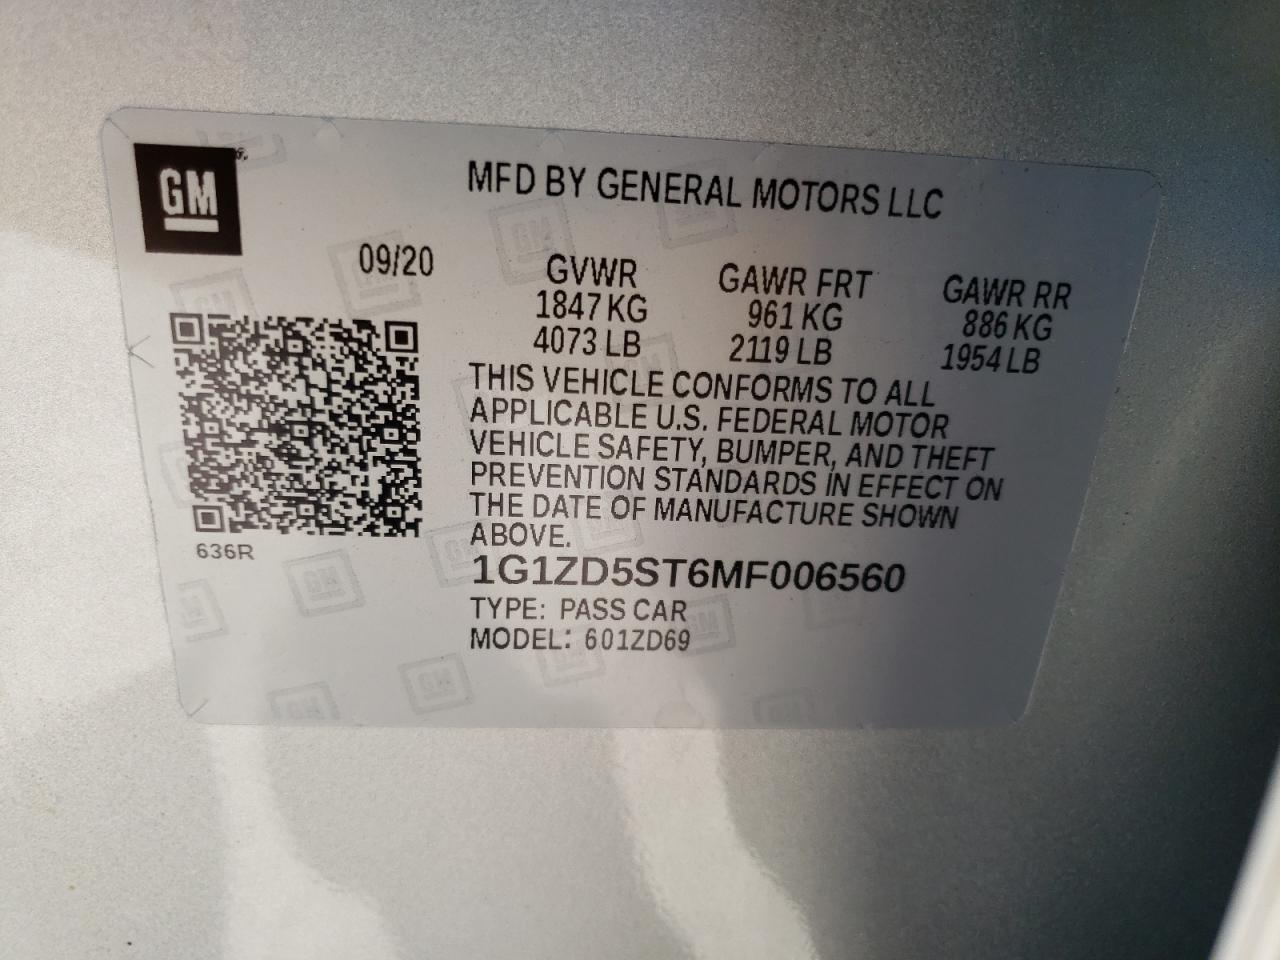 GM
MFD BY GENERAL MOTORS LLC
09/20
GVWR GAWR FRT GAWR RR
1847 KG 961 KG 886 KG
4073 LB 2119 LB 1954 LB
THIS VEHICLE CONFORMS TO ALL
APPLICABLE U.S. FEDERAL MOTOR
VEHICLE SAFETY, BUMPER, AND THEFT
PREVENTION STANDARDS IN EFFECT ON
THE DATE OF MANUFACTURE SHOWN
ABOVE.
636R
1G1ZD5ST6MF006560
TYPE: PASS CAR
MODEL: 601ZD69